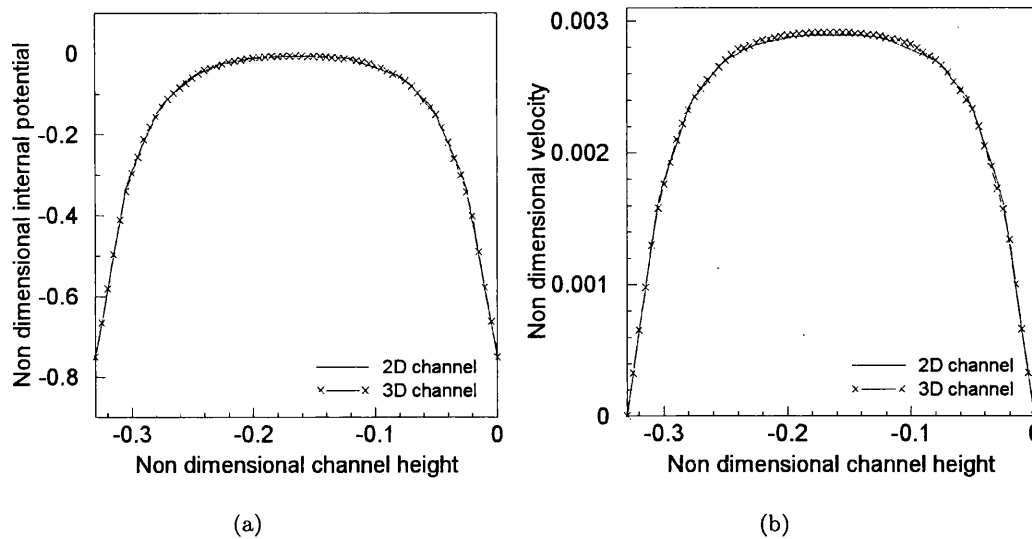 Non dimensional internal potential
0
-0.2
-0.4
-0.6
-0.8
-0.3
-0.2
-0.1
0
Non dimensional channel height
2D channel
3D channel
(a)
Non dimensional velocity
0.003
0.002
0.001
0
-0.3
-0.2
-0.1
0
Non dimensional channel height
2D channel
3D channel
(b)